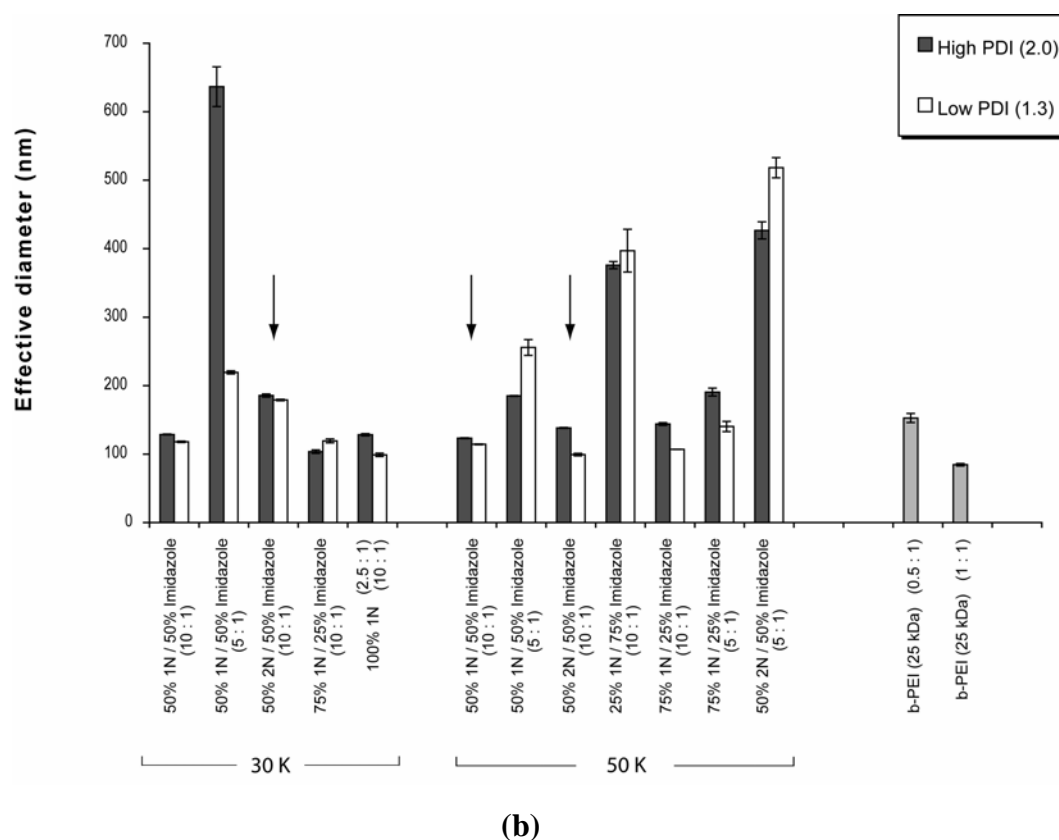 700
600
500
400
300
200
100
0
Effective diameter (nm)
High PDI (2.0)
Low PDI (1.3)
50% 1N / 50% Imidazole
(10 : 1)
50% 1N / 50% Imidazole
(5 : 1)
50% 2N / 50% Imidazole
(10 : 1)
75% 1N / 25% Imidazole
(10 : 1)
(2.5 : 1)
100% 1N (10 : 1)
50% 1N / 50% Imidazole
(10 : 1)
50% 1N / 50% Imidazole
(5 : 1)
50% 2N / 50% Imidazole
(10 : 1)
25% 1N / 75% Imidazole
(10 : 1)
75% 1N / 25% Imidazole
(10 : 1)
75% 1N / 25% Imidazole
(5 : 1)
50% 2N / 50% Imidazole
(5 : 1)
b-PEI (25 kDa) (0.5 : 1)
b-PEI (25 kDa) (1 : 1)
30 K
50 K
(b)